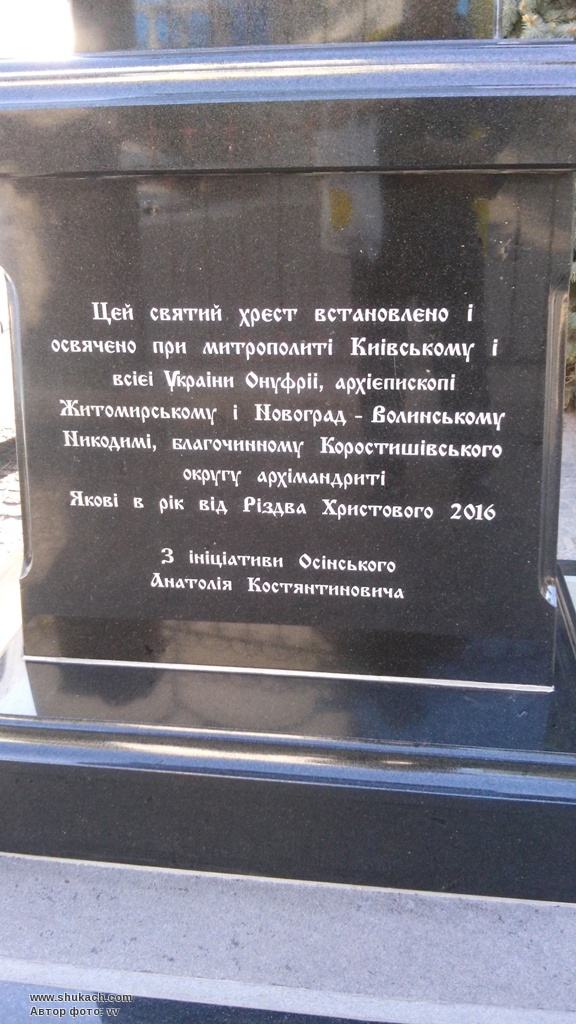 Цей святий хрест встановлено і
освячено при митрополиті Київському і
всієї України Онуфрії, архієпископі
Житомирському і Новоград - Волинському
Никодимі, благочинному Коростишівського
округу архімандриті
Якові в рік від Різдва Христового 2016
З ініціативи Осінського
Анатолія Костянтиновича
www.shukach.com
Автор фото: vv